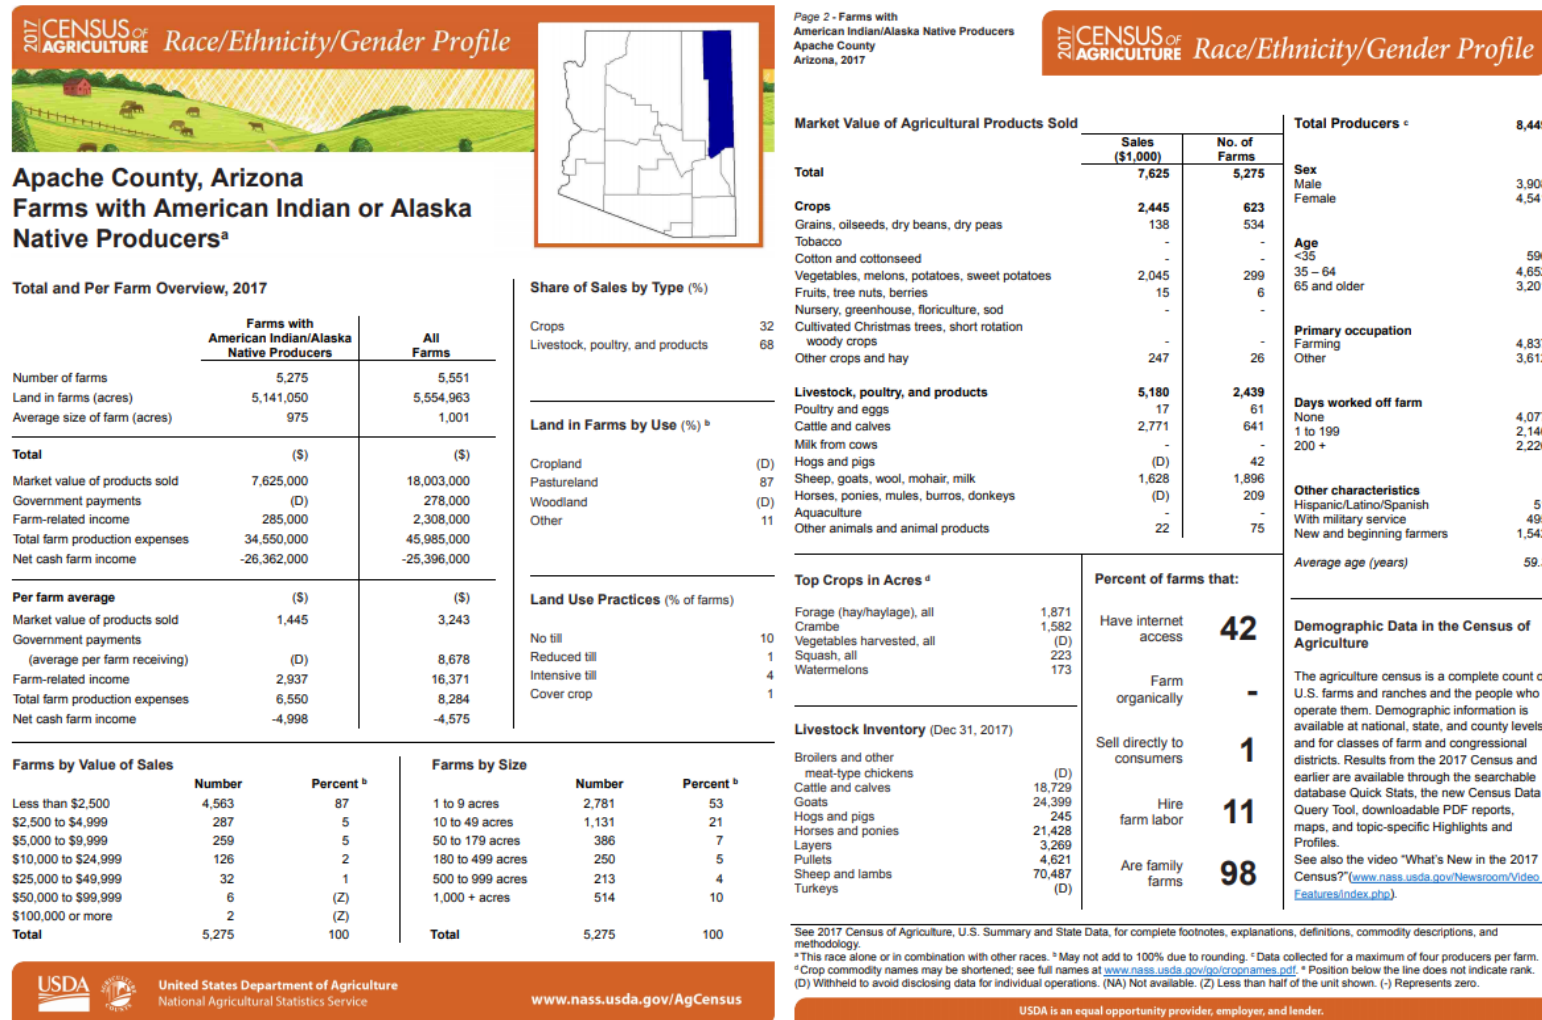 2017 CENSUS OF AGRICULTURE Race/Ethnicity/Gender Profile
Apache County, Arizona
Farms with American Indian or Alaska
Native Producersª
Total and Per Farm Overview, 2017
Farms with American Indian/Alaska Native Producers All Farms
Number of farms 5,275 5,551
Land in farms (acres) 5,141,050 5,554,963
Average size of farm (acres) 975 1,001
Total ($) ($)
Market value of products sold 7,625,000 18,003,000
Government payments (D) 278,000
Farm-related income 285,000 2,308,000
Total farm production expenses 34,550,000 45,985,000
Net cash farm income -26,362,000 -25,396,000
Per farm average ($) ($)
Market value of products sold 1,445 3,243
Government payments
(average per farm receiving) (D) 8,678
Farm-related income 2,937 16,371
Total farm production expenses 6,550 8,284
Net cash farm income -4,998 -4,575
Share of Sales by Type (%)
Crops 32
Livestock, poultry, and products 68
Land in Farms by Use (%) ᵇ
Cropland (D)
Pastureland 87
Woodland (D)
Other 11
Land Use Practices (% of farms)
No till 10
Reduced till 1
Intensive till 4
Cover crop 1
Farms by Value of Sales
Number Percent ᵇ
Less than $2,500 4,563 87
$2,500 to $4,999 287 5
$5,000 to $9,999 259 5
$10,000 to $24,999 126 2
$25,000 to $49,999 32 1
$50,000 to $99,999 6 (Z)
$100,000 or more 2 (Z)
Total 5,275 100
Farms by Size
Number Percent ᵇ
1 to 9 acres 2,781 53
10 to 49 acres 1,131 21
50 to 179 acres 386 7
180 to 499 acres 250 5
500 to 999 acres 213 4
1,000 + acres 514 10
Total 5,275 100
USDA
United States Department of Agriculture
National Agricultural Statistics Service
www.nass.usda.gov/AgCensus
Page 2 - Farms with
American Indian/Alaska Native Producers
Apache County
Arizona, 2017
2017 CENSUS OF AGRICULTURE Race/Ethnicity/Gender Profile
Market Value of Agricultural Products Sold
Sales ($1,000) No. of Farms
Total 7,625 5,275
Crops 2,445 623
Grains, oilseeds, dry beans, dry peas 138 534
Tobacco - -
Cotton and cottonseed - -
Vegetables, melons, potatoes, sweet potatoes 2,045 299
Fruits, tree nuts, berries 15 6
Nursery, greenhouse, floriculture, sod - -
Cultivated Christmas trees, short rotation
woody crops - -
Other crops and hay 247 26
Livestock, poultry, and products 5,180 2,439
Poultry and eggs 17 61
Cattle and calves 2,771 641
Milk from cows - -
Hogs and pigs (D) 42
Sheep, goats, wool, mohair, milk 1,628 1,896
Horses, ponies, mules, burros, donkeys (D) 209
Aquaculture - -
Other animals and animal products 22 75
Total Producers ᶜ
Sex
Male
Female
Age
<35
35 – 64
65 and older
Primary occupation
Farming
Other
Days worked off farm
None
1 to 199
200 +
Other characteristics
Hispanic/Latino/Spanish
With military service
New and beginning farmers
Average age (years)
Top Crops in Acres ᵈ
Forage (hay/haylage), all 1,871
Crambe 1,582
Vegetables harvested, all (D)
Squash, all 223
Watermelons 173
Livestock Inventory (Dec 31, 2017)
Broilers and other
meat-type chickens (D)
Cattle and calves 18,729
Goats 24,399
Hogs and pigs 245
Horses and ponies 21,428
Layers 3,269
Pullets 4,621
Sheep and lambs 70,487
Turkeys (D)
Percent of farms that:
Have internet access 42
Farm organically -
Sell directly to consumers 1
Hire farm labor 11
Are family farms 98
Demographic Data in the Census of
Agriculture
The agriculture census is a complete count
U.S. farms and ranches and the people who
operate them. Demographic information is
available at national, state, and county levels
and for classes of farm and congressional
districts. Results from the 2017 Census and
earlier are available through the searchable
database Quick Stats, the new Census Data
Query Tool, downloadable PDF reports,
maps, and topic-specific Highlights and
Profiles.
See also the video "What's New in the 2017
Census?"(www.nass.usda.gov/Newsroom/Video_
Features/index.php).
See 2017 Census of Agriculture, U.S. Summary and State Data, for complete footnotes, explanations, definitions, commodity descriptions, and
methodology.
ª This race alone or in combination with other races. ᵇ May not add to 100% due to rounding. ᶜ Data collected for a maximum of four producers per farm.
ᵈ Crop commodity names may be shortened; see full names at www.nass.usda.gov/go/cropnames.pdf. ᵉ Position below the line does not indicate rank.
(D) Withheld to avoid disclosing data for individual operations. (NA) Not available. (Z) Less than half of the unit shown. (-) Represents zero.
USDA is an equal opportunity provider, employer, and lender.